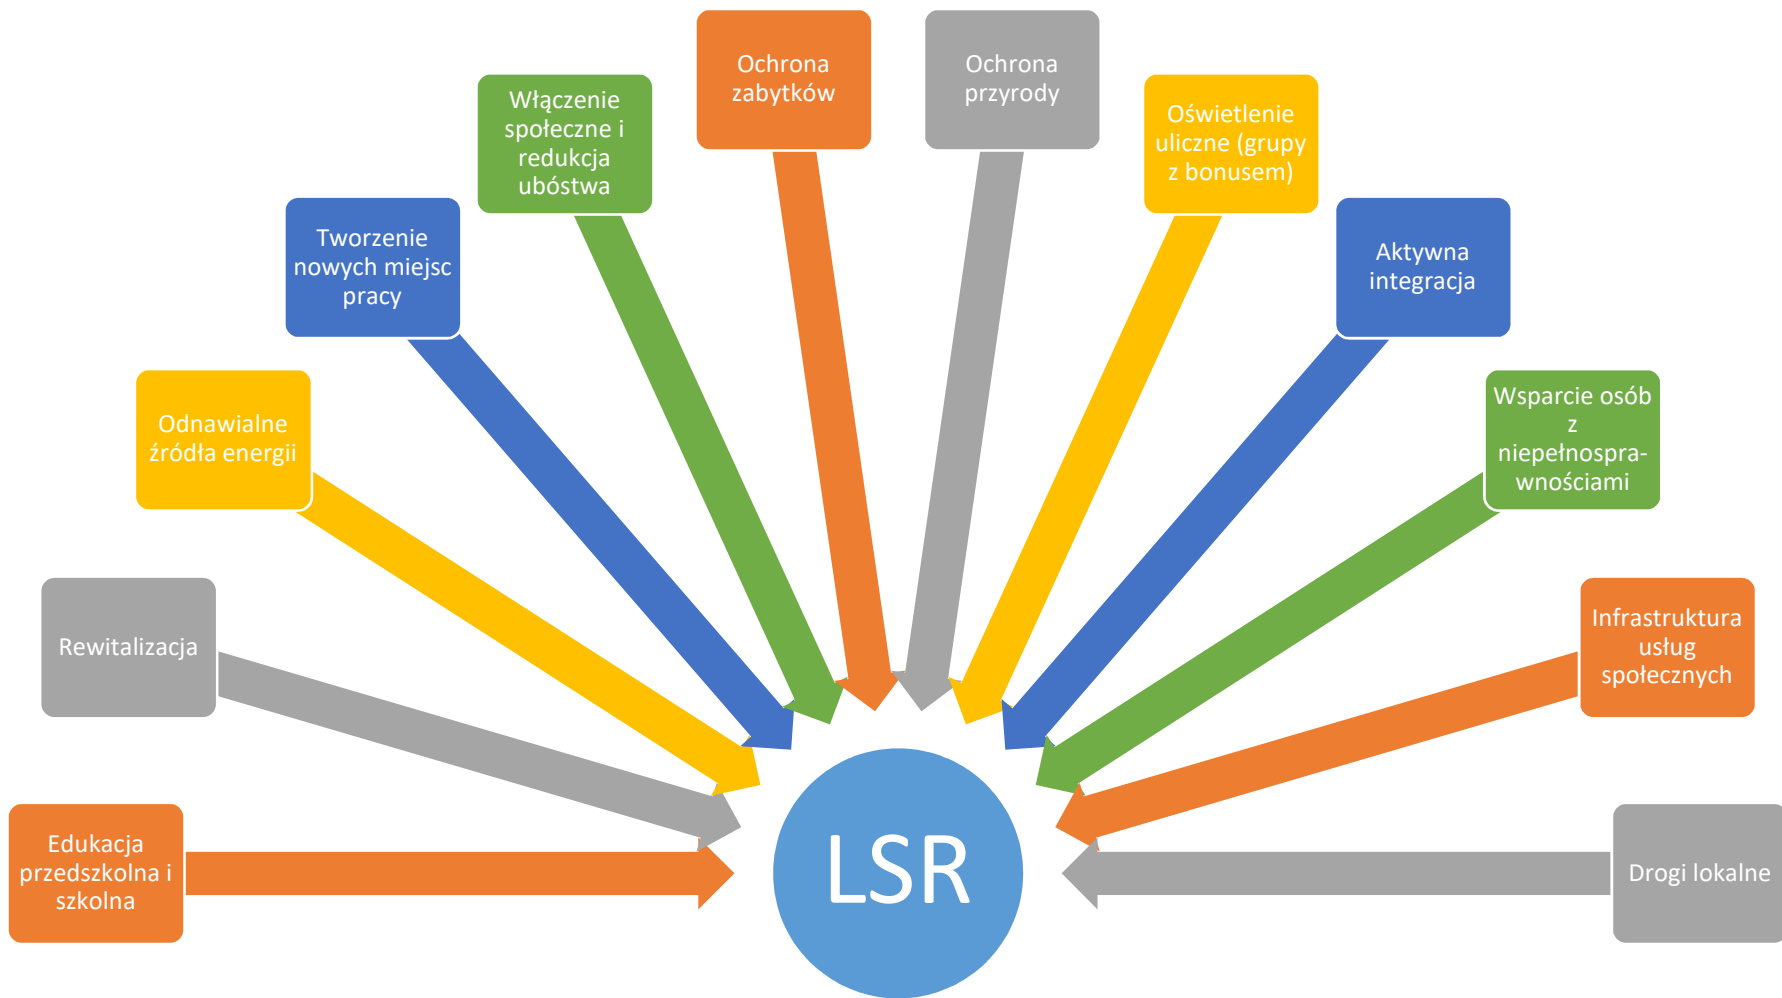 Ochrona
zabytków
Ochrona
przyrody
Włączenie
społeczne i
redukcja
ubóstwa
Oświetlenie
uliczne (grupy
z bonusem)
Tworzenie
nowych miejsc
pracy
Aktywna
integracja
Odnawialne
źródła energii
Wsparcie osób
z
niepełnospra-
wnościami
Rewitalizacja
Infrastruktura
usług
społecznych
Edukacja
przedszkolna i
szkolna
LSR
Drogi lokalne